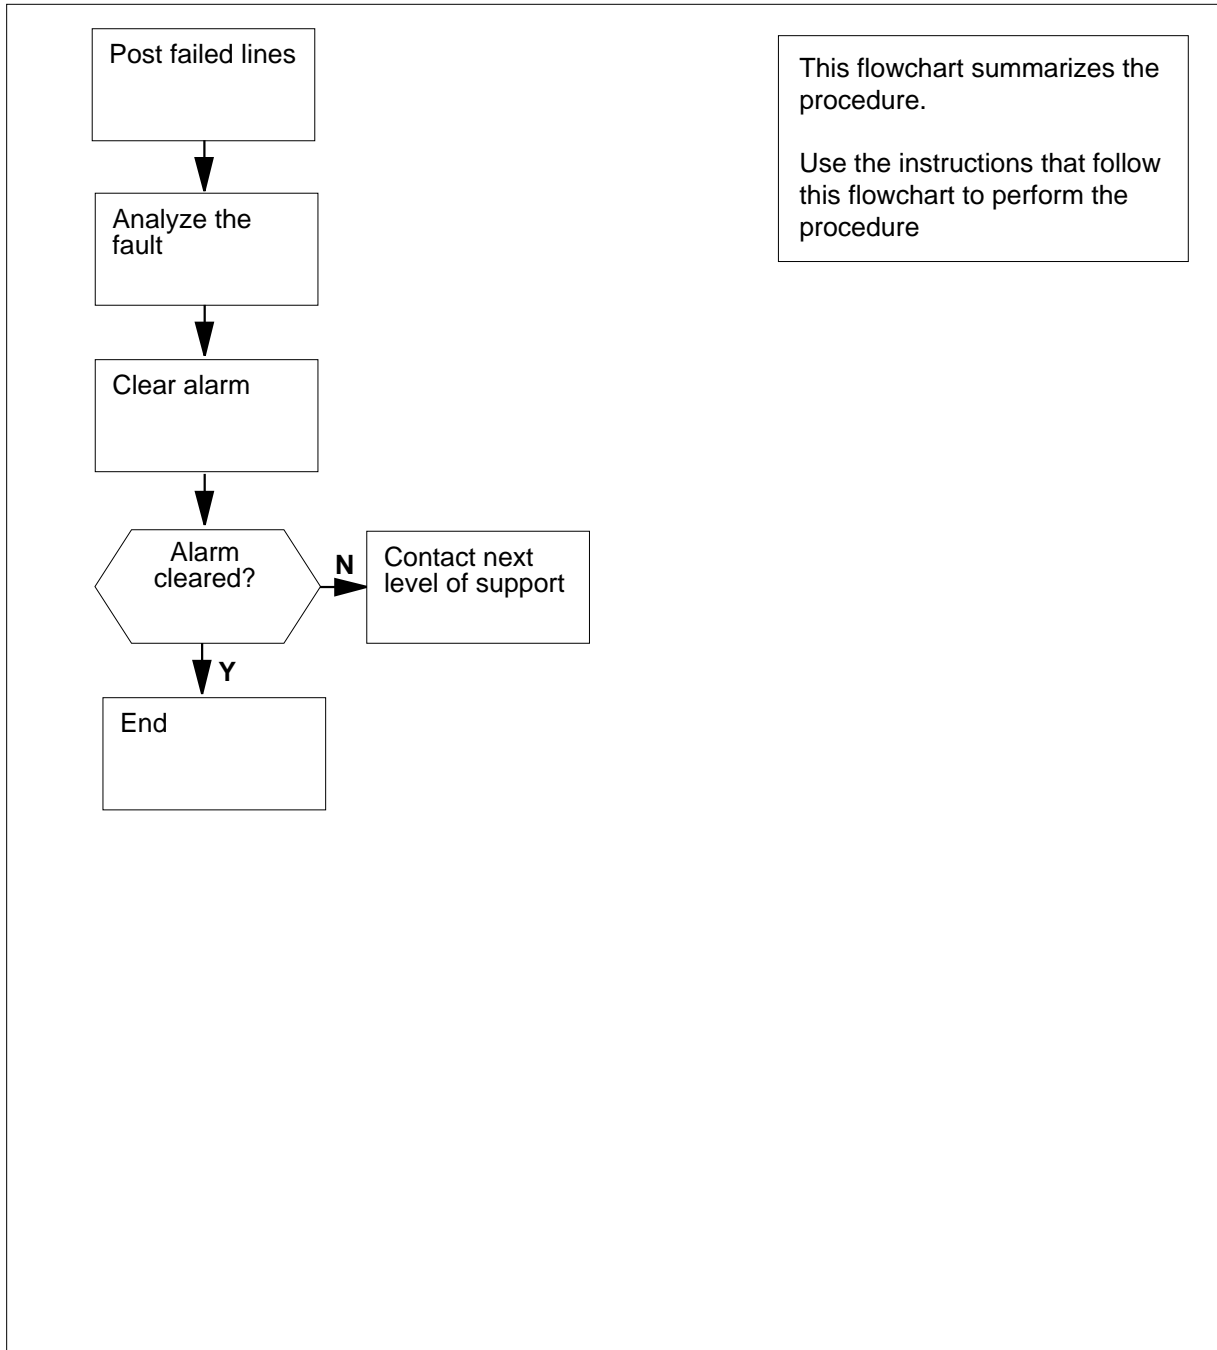 Post failed lines
This flowchart summarizes the
procedure.
Use the instructions that follow
this flowchart to perform the
procedure
Analyze the
fault
Clear alarm
Alarm
cleared?
N
Contact next
level of support
Y
End